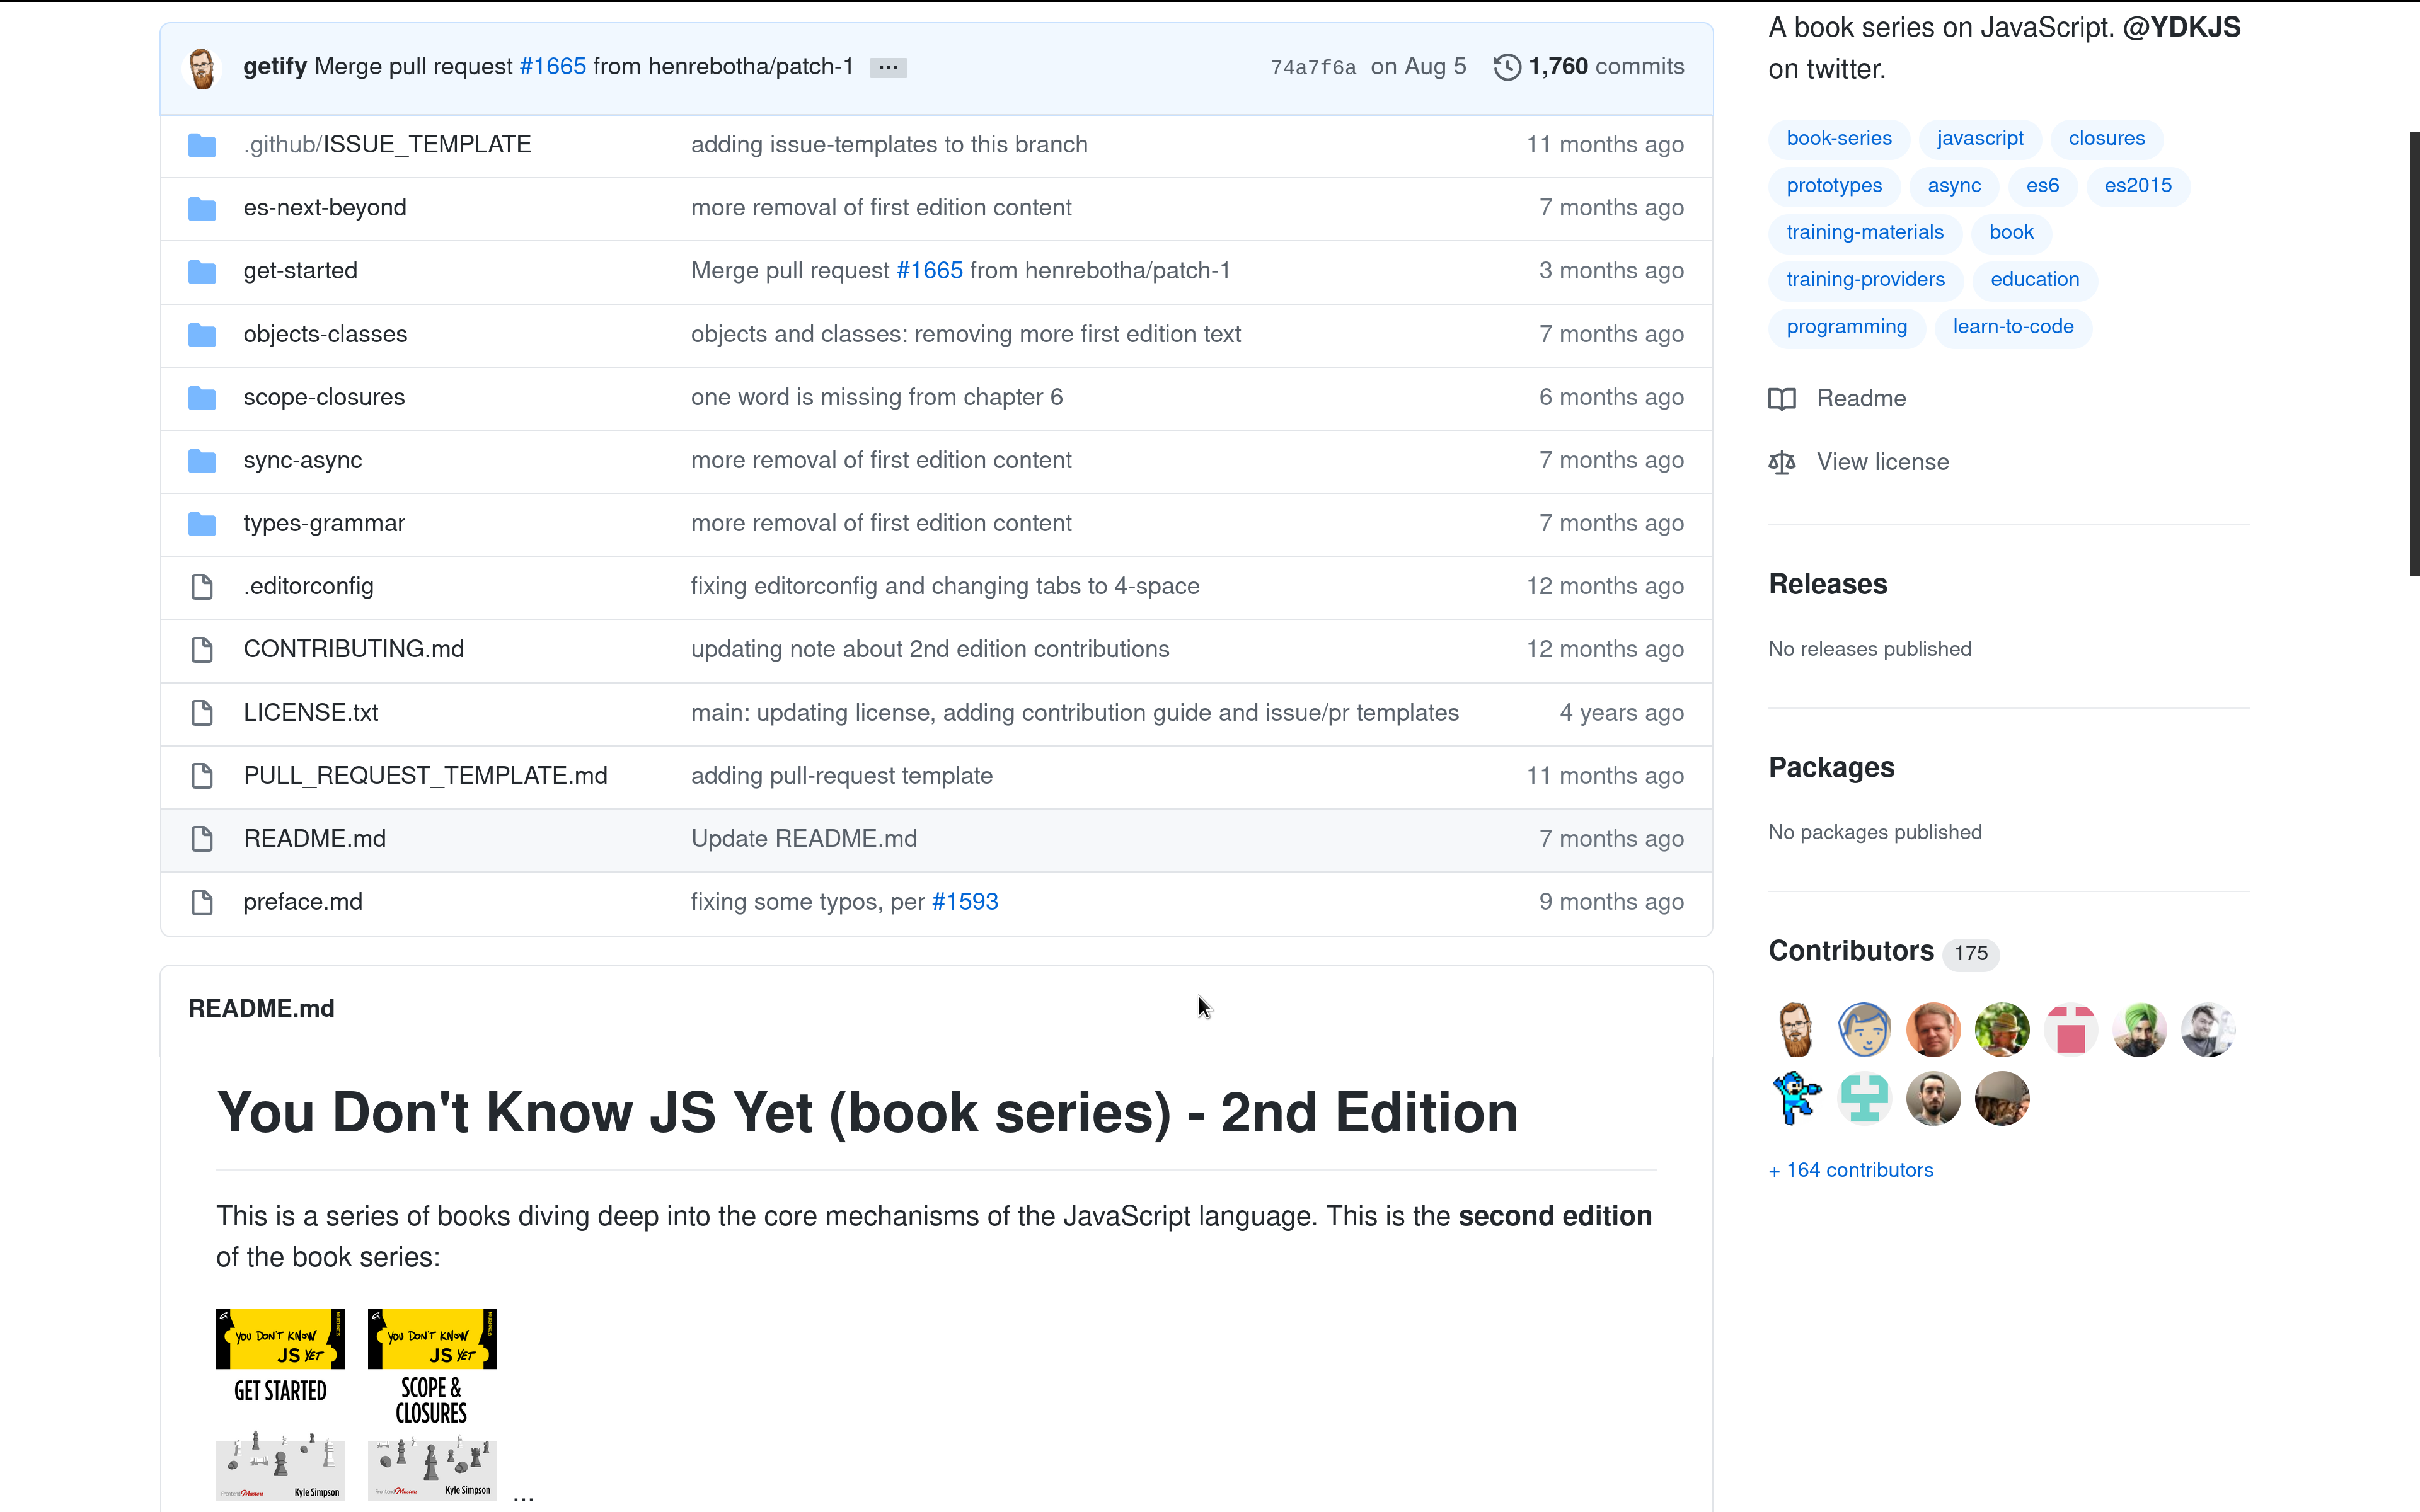 getify Merge pull request #1665 from henrebotha/patch-1 ... 74a7f6a on Aug 5 1,760 commits
.github/ISSUE_TEMPLATE adding issue-templates to this branch 11 months ago
es-next-beyond more removal of first edition content 7 months ago
get-started Merge pull request #1665 from henrebotha/patch-1 3 months ago
objects-classes objects and classes: removing more first edition text 7 months ago
scope-closures one word is missing from chapter 6 6 months ago
sync-async more removal of first edition content 7 months ago
types-grammar more removal of first edition content 7 months ago
.editorconfig fixing editorconfig and changing tabs to 4-space 12 months ago
CONTRIBUTING.md updating note about 2nd edition contributions 12 months ago
LICENSE.txt main: updating license, adding contribution guide and issue/pr templates 4 years ago
PULL_REQUEST_TEMPLATE.md adding pull-request template 11 months ago
README.md Update README.md 7 months ago
preface.md fixing some typos, per #1593 9 months ago
README.md
You Don't Know JS Yet (book series) - 2nd Edition
This is a series of books diving deep into the core mechanisms of the JavaScript language. This is the second edition
of the book series:
YOU DON'T KNOW
JS YET
GET STARTED
Frontend Masters Kyle Simpson
YOU DON'T KNOW
JS YET
SCOPE &
CLOSURES
Frontend Masters Kyle Simpson
...
A book series on JavaScript. @YDKJS
on twitter.
book-series javascript closures
prototypes async es6 es2015
training-materials book
training-providers education
programming learn-to-code
Readme
View license
Releases
No releases published
Packages
No packages published
Contributors 175
+ 164 contributors